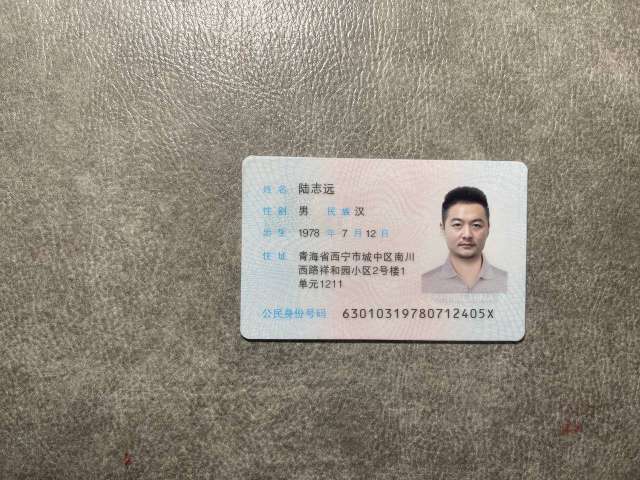 姓名 陆志远
性别 男 民族 汉
出生 1978 年 7 月 12 日
住址 青海省西宁市城中区南川
西路祥和园小区2号楼1
单元1211
公民身份号码 63010319780712405X